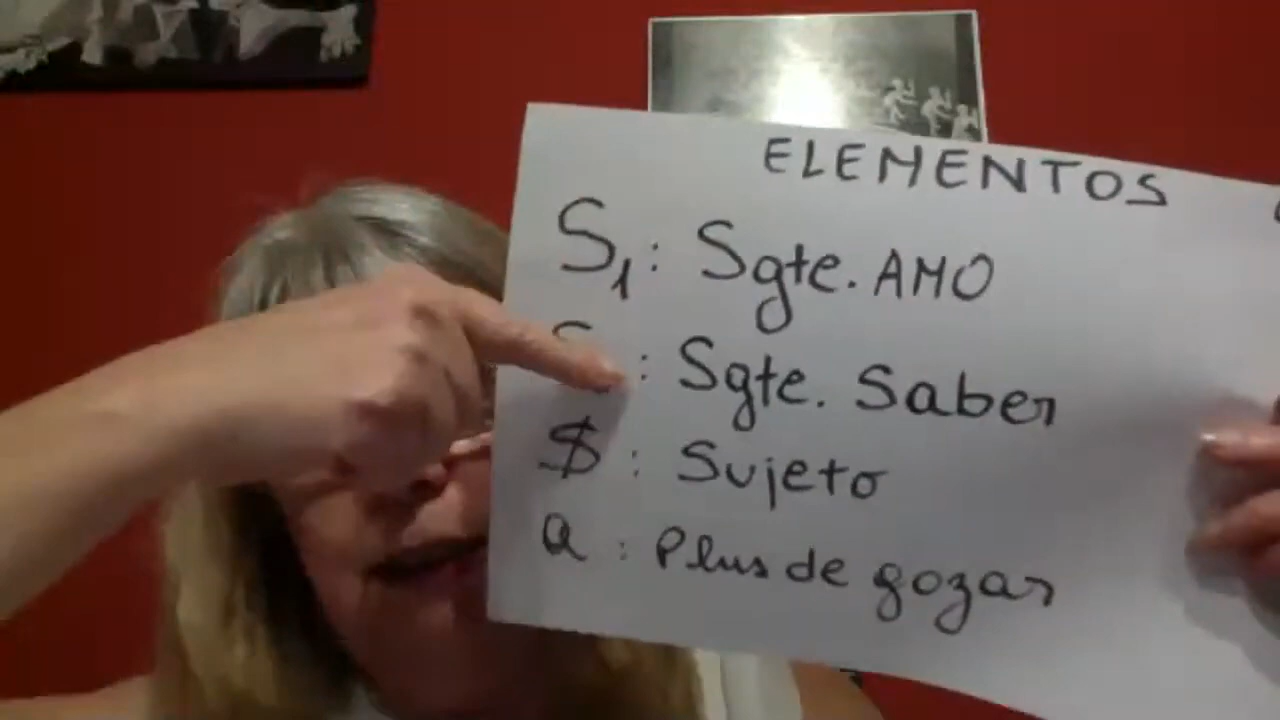 ELEMENTOS
S₁: Sgte. AMO
: Sgte. Saber
$: Sujeto
a: Plus de gozar